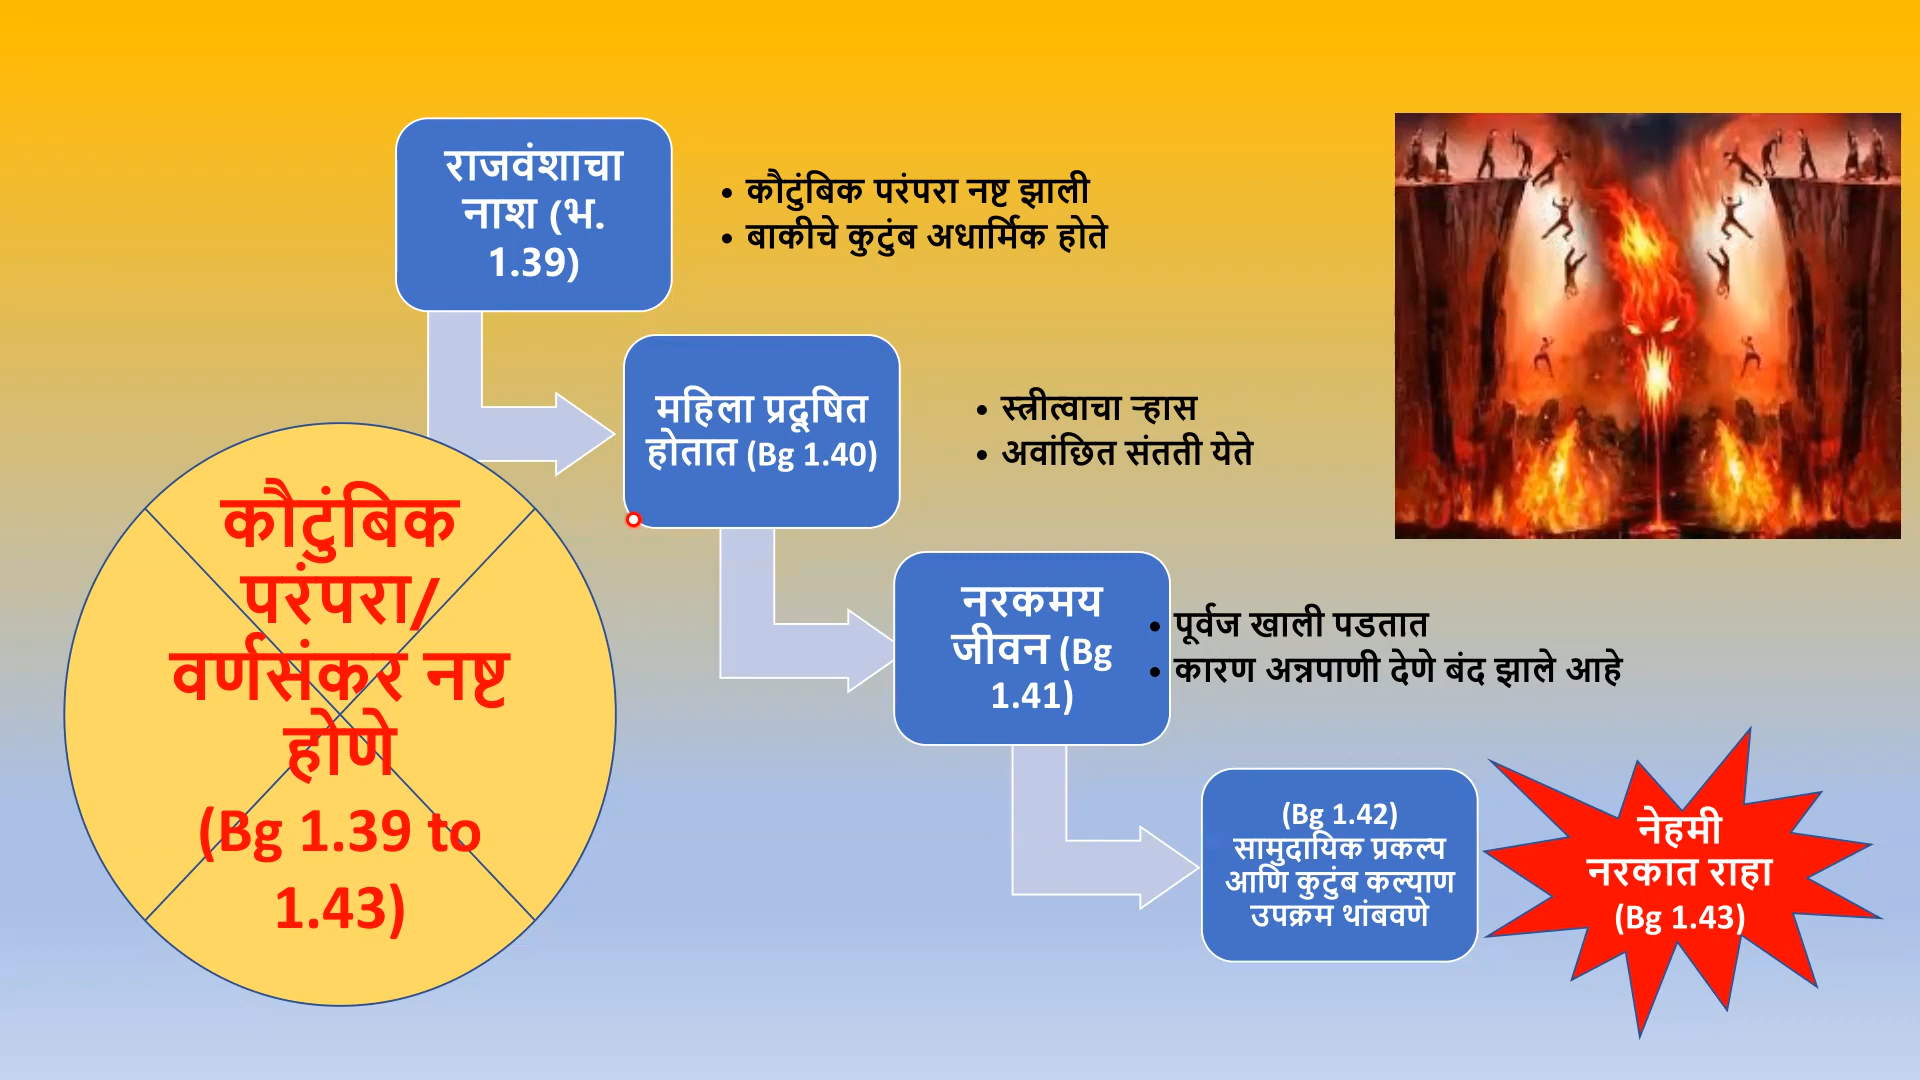 राजवंशाचा
नाश (भ.
1.39)
• कौटुंबिक परंपरा नष्ट झाली
• बाकीचे कुटुंब अधार्मिक होते
महिला प्रदूषित
होतात (Bg 1.40)
• स्त्रीत्वाचा ऱ्हास
• अवांछित संतती येते
नरकमय
जीवन (Bg
1.41)
• पूर्वज खाली पडतात
• कारण अन्नपाणी देणे बंद झाले आहे
(Bg 1.42)
सामुदायिक प्रकल्प
आणि कुटुंब कल्याण
उपक्रम थांबवणे
नेहमी
नरकात राहा
(Bg 1.43)
कौटुंबिक
परंपरा/
वर्णसंकर नष्ट
होणे
(Bg 1.39 to
1.43)